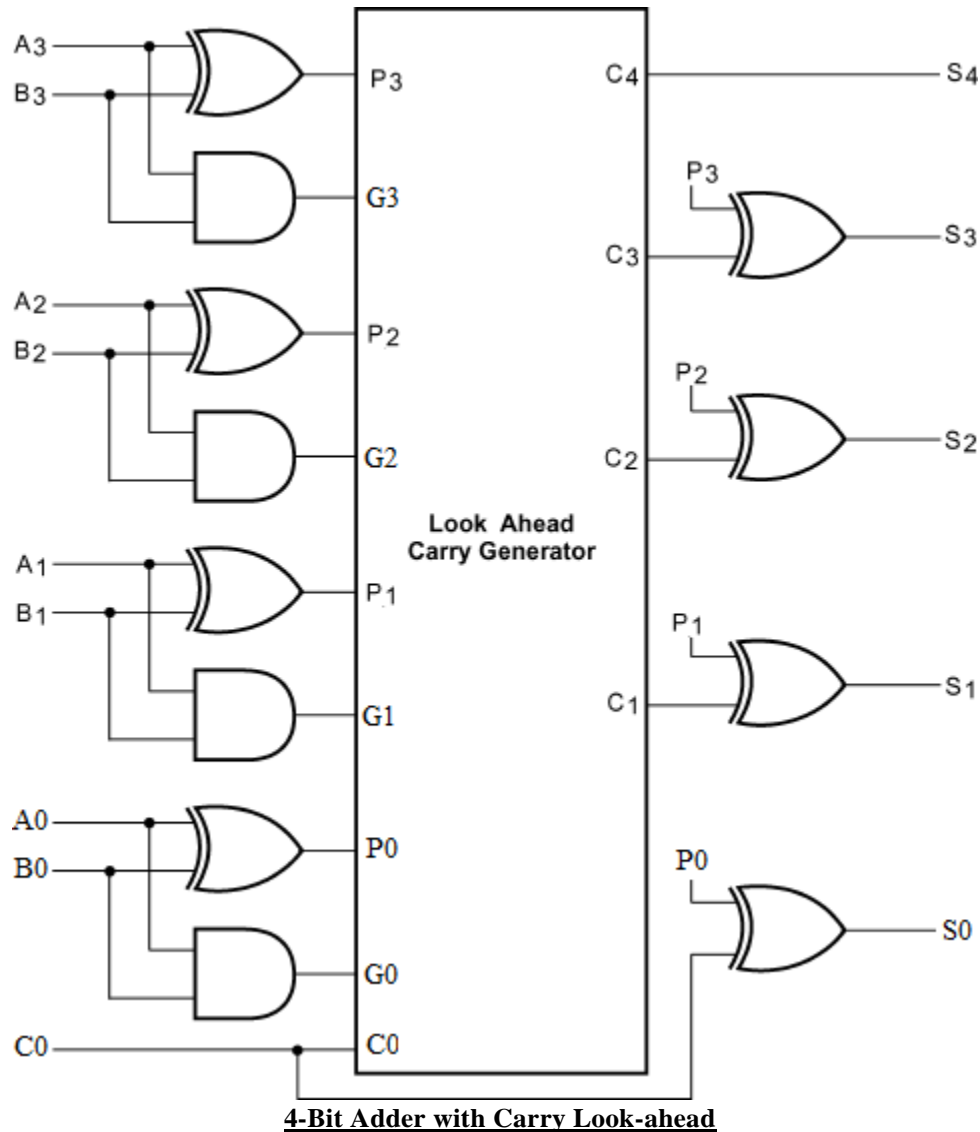 A3
B3
P3
G3
A2
B2
P2
G2
A1
B1
P1
G1
A0
B0
P0
G0
C0
C0
Look Ahead
Carry Generator
C4
S4
P3
C3
S3
P2
C2
S2
P1
C1
S1
P0
S0
4-Bit Adder with Carry Look-ahead